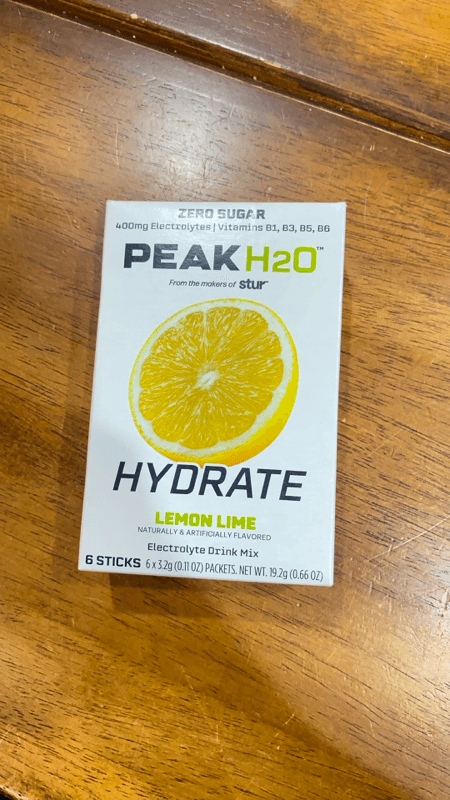 ZERO SUGAR
400mg Electrolytes | Vitamins B1, B3, B5, B6
PEAK H2O™
From the makers of stur™
HYDRATE
LEMON LIME
NATURALLY & ARTIFICIALLY FLAVORED
Electrolyte Drink Mix
6 STICKS 6 x 3.2g (0.11 OZ) PACKETS. NET WT. 19.2g (0.66 OZ)